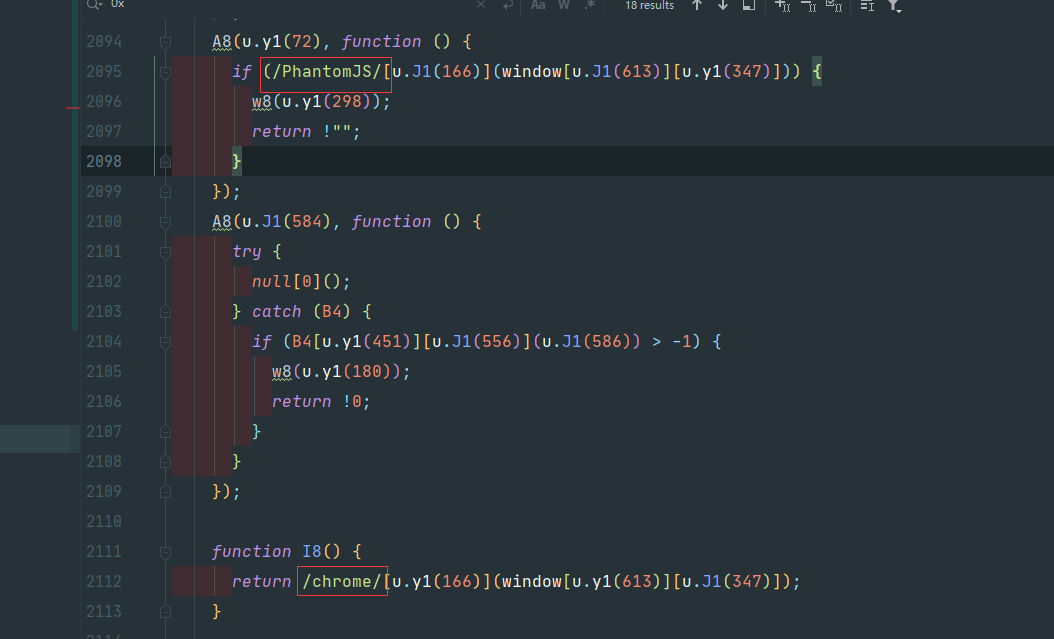 0x
Aa W .* 18 results
2094 A8(u.y1(72), function () {
2095 if (/PhantomJS/[u.J1(166)](window[u.J1(613)][u.y1(347)])) {
2096 w8(u.y1(298));
2097 return !"";
2098 }
2099 });
2100 A8(u.J1(584), function () {
2101 try {
2102 null[0]();
2103 } catch (B4) {
2104 if (B4[u.y1(451)][u.J1(556)](u.J1(586)) > -1) {
2105 w8(u.y1(180));
2106 return !0;
2107 }
2108 }
2109 });
2110
2111 function I8() {
2112 return /chrome/[u.y1(166)](window[u.y1(613)][u.J1(347)]);
2113 }